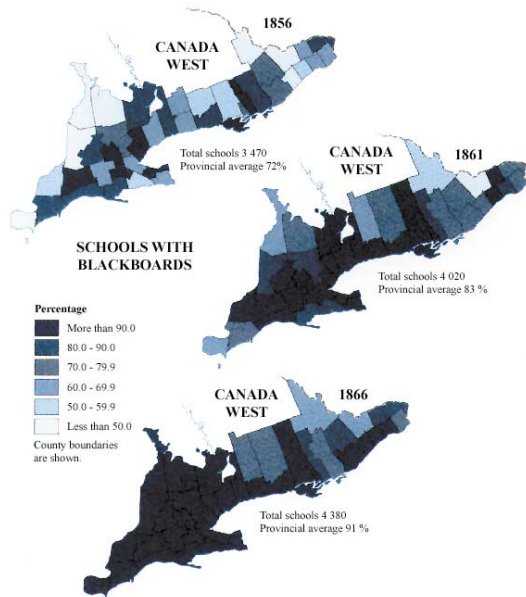 1856
CANADA
WEST
Total schools 3 470
Provincial average 72%
CANADA
WEST
1861
Total schools 4 020
Provincial average 83 %
SCHOOLS WITH
BLACKBOARDS
Percentage
More than 90.0
80.0 - 90.0
70.0 - 79.9
60.0 - 69.9
50.0 - 59.9
Less than 50.0
County boundaries
are shown.
CANADA
WEST
1866
Total schools 4 380
Provincial average 91 %